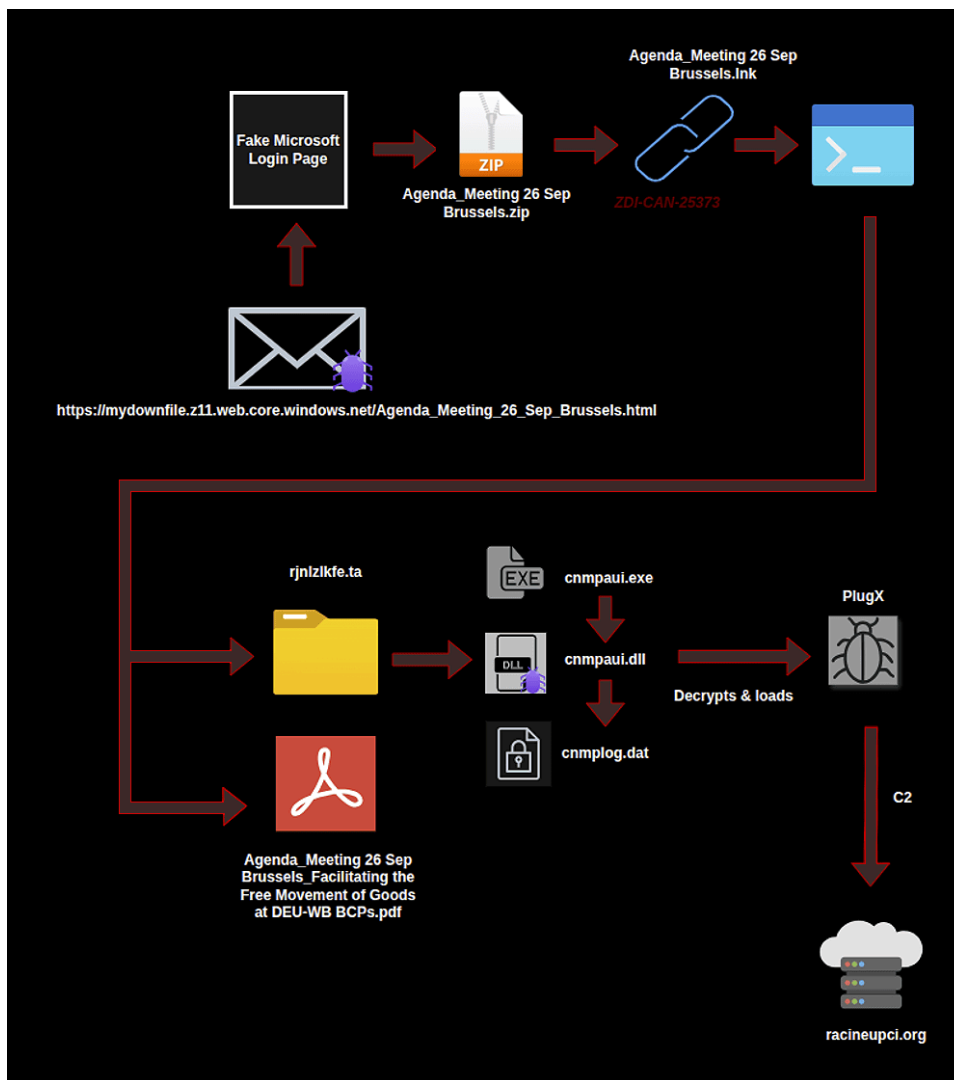 Agenda_Meeting 26 Sep
Brussels.lnk
Fake Microsoft
Login Page
ZIP
Agenda_Meeting 26 Sep
Brussels.zip
ZDI-CAN-25373
https://mydownfile.z11.web.core.windows.net/Agenda_Meeting_26_Sep_Brussels.html
rjnlzlkfe.ta
EXE
cnmpaui.exe
DLL
cnmpaui.dll
cnmplog.dat
Decrypts & loads
PlugX
C2
Agenda_Meeting 26 Sep
Brussels_Facilitating the
Free Movement of Goods
at DEU-WB BCPs.pdf
racineupci.org